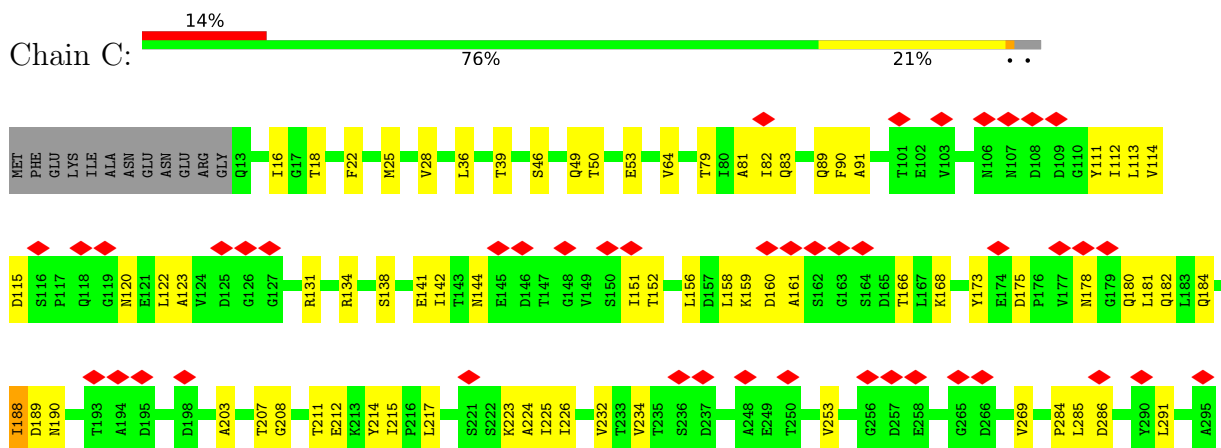 14%
Chain C:
76% 21% • •
MET PHE GLU LYS ILE ALA ASN GLU ASN GLU ARG GLY Q13 I16 G17 T18 F22 M25 V28 L36 T39 S46 Q49 T50 E53 V64 T79 I80 A81 I82 Q83 Q89 F90 A91 T101 E102 V103 N106 N107 D108 D109 G110 Y111 I112 L113 V114
D115 S116 P117 Q118 G119 N120 E121 L122 A123 V124 D125 G126 G127 R131 R134 S138 E141 I142 T143 N144 E145 D146 T147 G148 V149 S150 I151 T152 L156 D157 L158 K159 D160 A161 S162 G163 S164 D165 T166 L167 K168 Y173 E174 D175 P176 V177 N178 G179 Q180 L181 Q182 L183 Q184
I188 D189 N190 T193 A194 D195 D198 A203 T207 G208 T211 E212 K213 Y214 I215 P216 L217 S221 S222 K223 A224 I225 I226 V232 T233 V234 T235 S236 D237 A248 E249 T250 V253 G256 D257 E258 G265 D266 V269 P284 L285 D286 Y290 L291 A295